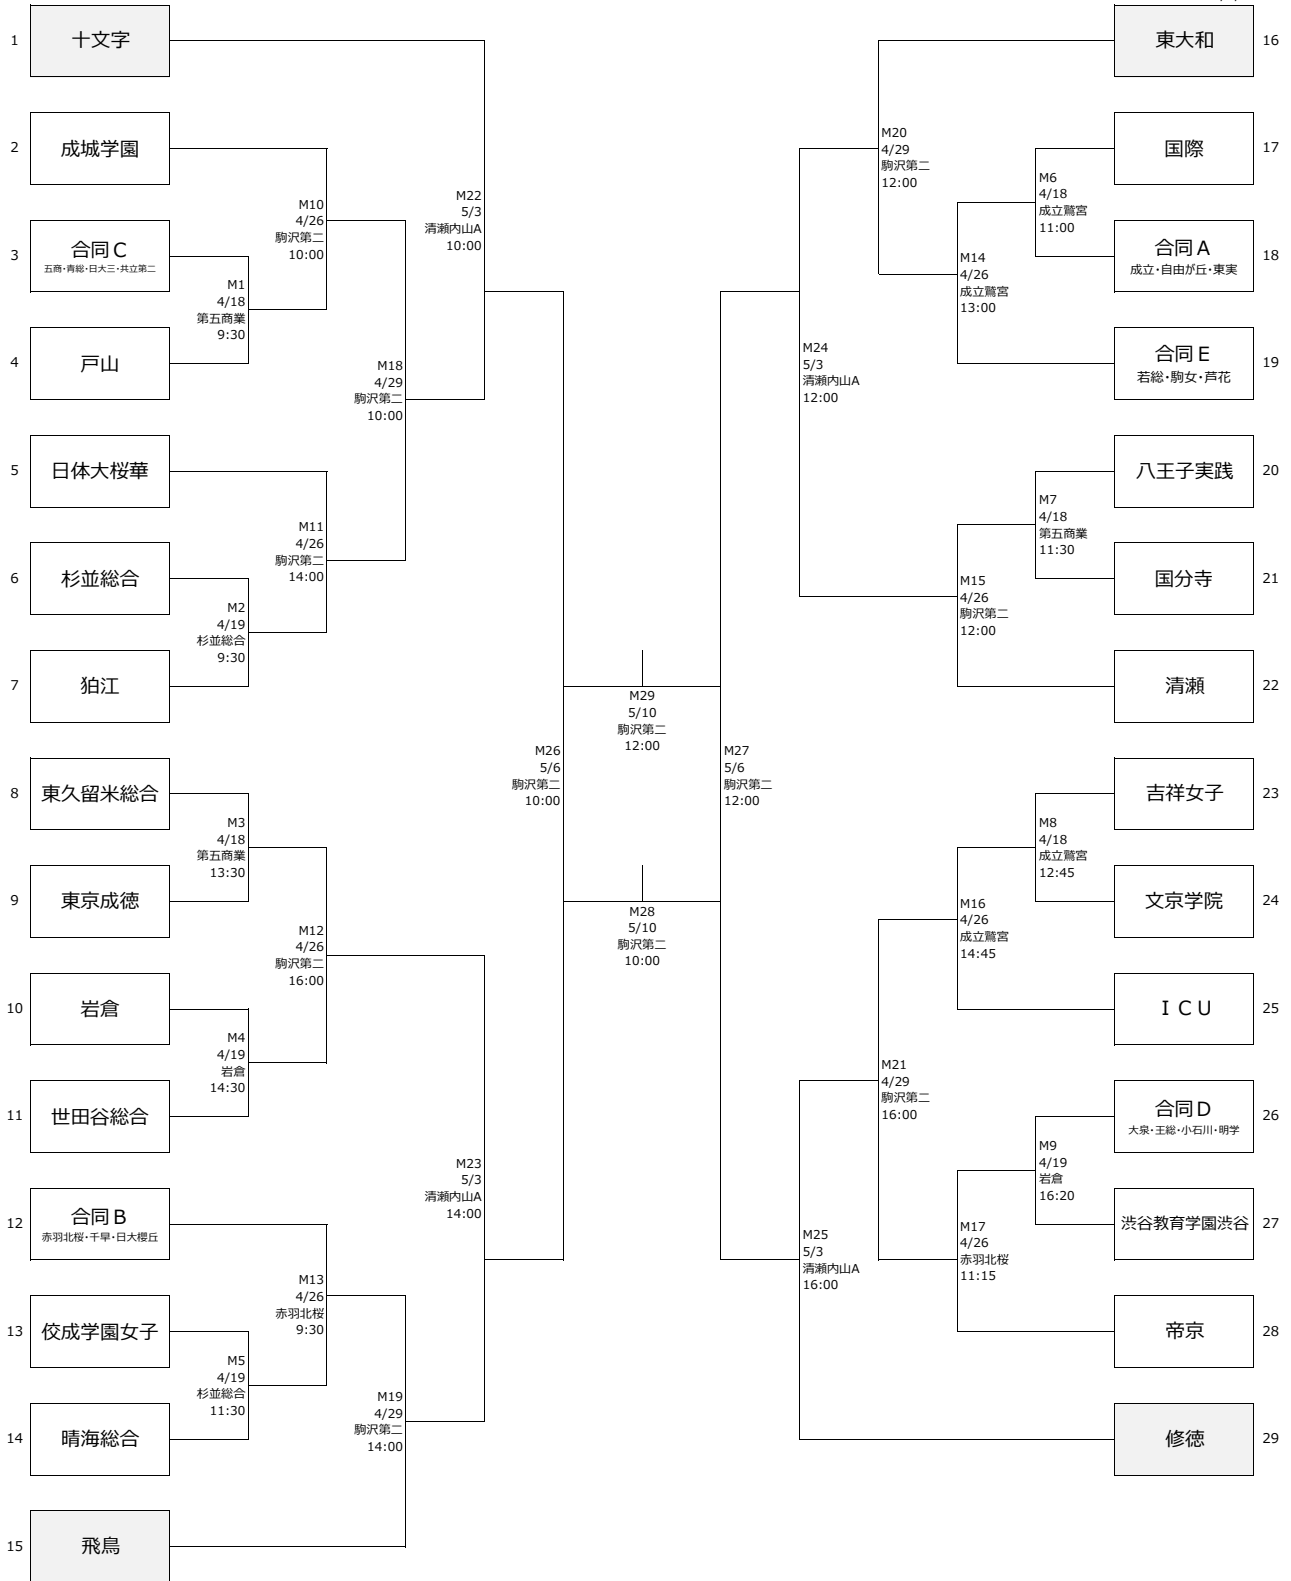 1
十文字
2
成城学園
3
合同C
五商・青総・日大三・共立第二
4
戸山
5
日体大桜華
6
杉並総合
7
狛江
8
東久留米総合
9
東京成徳
10
岩倉
11
世田谷総合
12
合同B
赤羽北桜・千早・日大櫻丘
13
佼成学園女子
14
晴海総合
15
飛鳥
M1
4/18
第五商業
9:30
M2
4/19
杉並総合
9:30
M3
4/18
第五商業
13:30
M4
4/19
岩倉
14:30
M5
4/19
杉並総合
11:30
M10
4/26
駒沢第二
10:00
M11
4/26
駒沢第二
14:00
M12
4/26
駒沢第二
16:00
M13
4/26
赤羽北桜
9:30
M18
4/29
駒沢第二
10:00
M19
4/29
駒沢第二
14:00
M22
5/3
清瀬内山A
10:00
M23
5/3
清瀬内山A
14:00
M26
5/6
駒沢第二
10:00
M29
5/10
駒沢第二
12:00
M28
5/10
駒沢第二
10:00
M27
5/6
駒沢第二
12:00
M24
5/3
清瀬内山A
12:00
M25
5/3
清瀬内山A
16:00
M20
4/29
駒沢第二
12:00
M21
4/29
駒沢第二
16:00
M14
4/26
成立鷲宮
13:00
M15
4/26
駒沢第二
12:00
M16
4/26
成立鷲宮
14:45
M17
4/26
赤羽北桜
11:15
M6
4/18
成立鷲宮
11:00
M7
4/18
第五商業
11:30
M8
4/18
成立鷲宮
12:45
M9
4/19
岩倉
16:20
東大和
16
国際
17
合同A
成立・自由が丘・東実
18
合同E
若総・駒女・芦花
19
八王子実践
20
国分寺
21
清瀬
22
吉祥女子
23
文京学院
24
ICU
25
合同D
大泉・王総・小石川・明学
26
渋谷教育学園渋谷
27
帝京
28
修徳
29